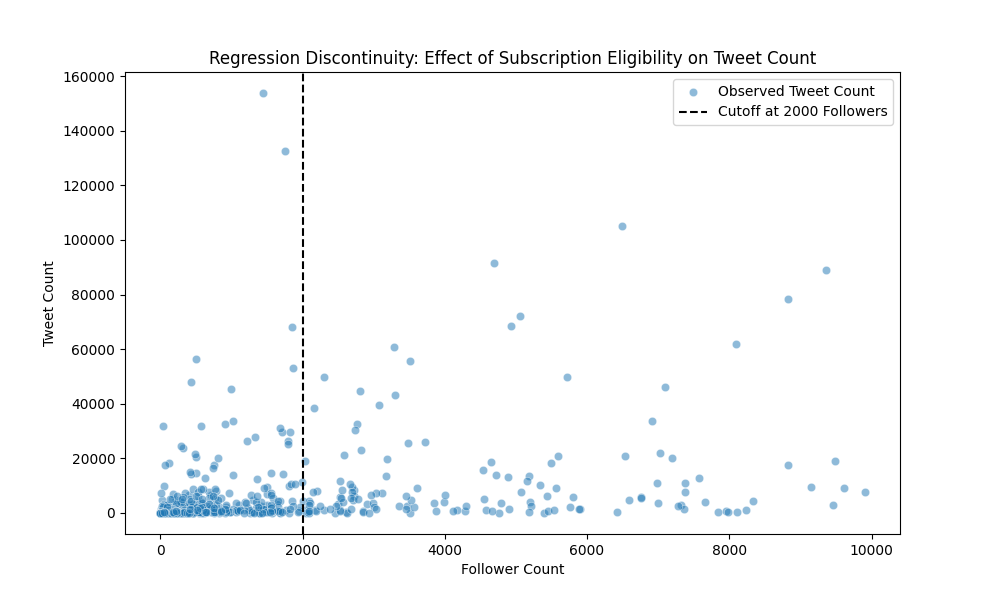 Regression Discontinuity: Effect of Subscription Eligibility on Tweet Count
Observed Tweet Count
Cutoff at 2000 Followers
Tweet Count
160000
140000
120000
100000
80000
60000
40000
20000
0
0 2000 4000 6000 8000 10000
Follower Count